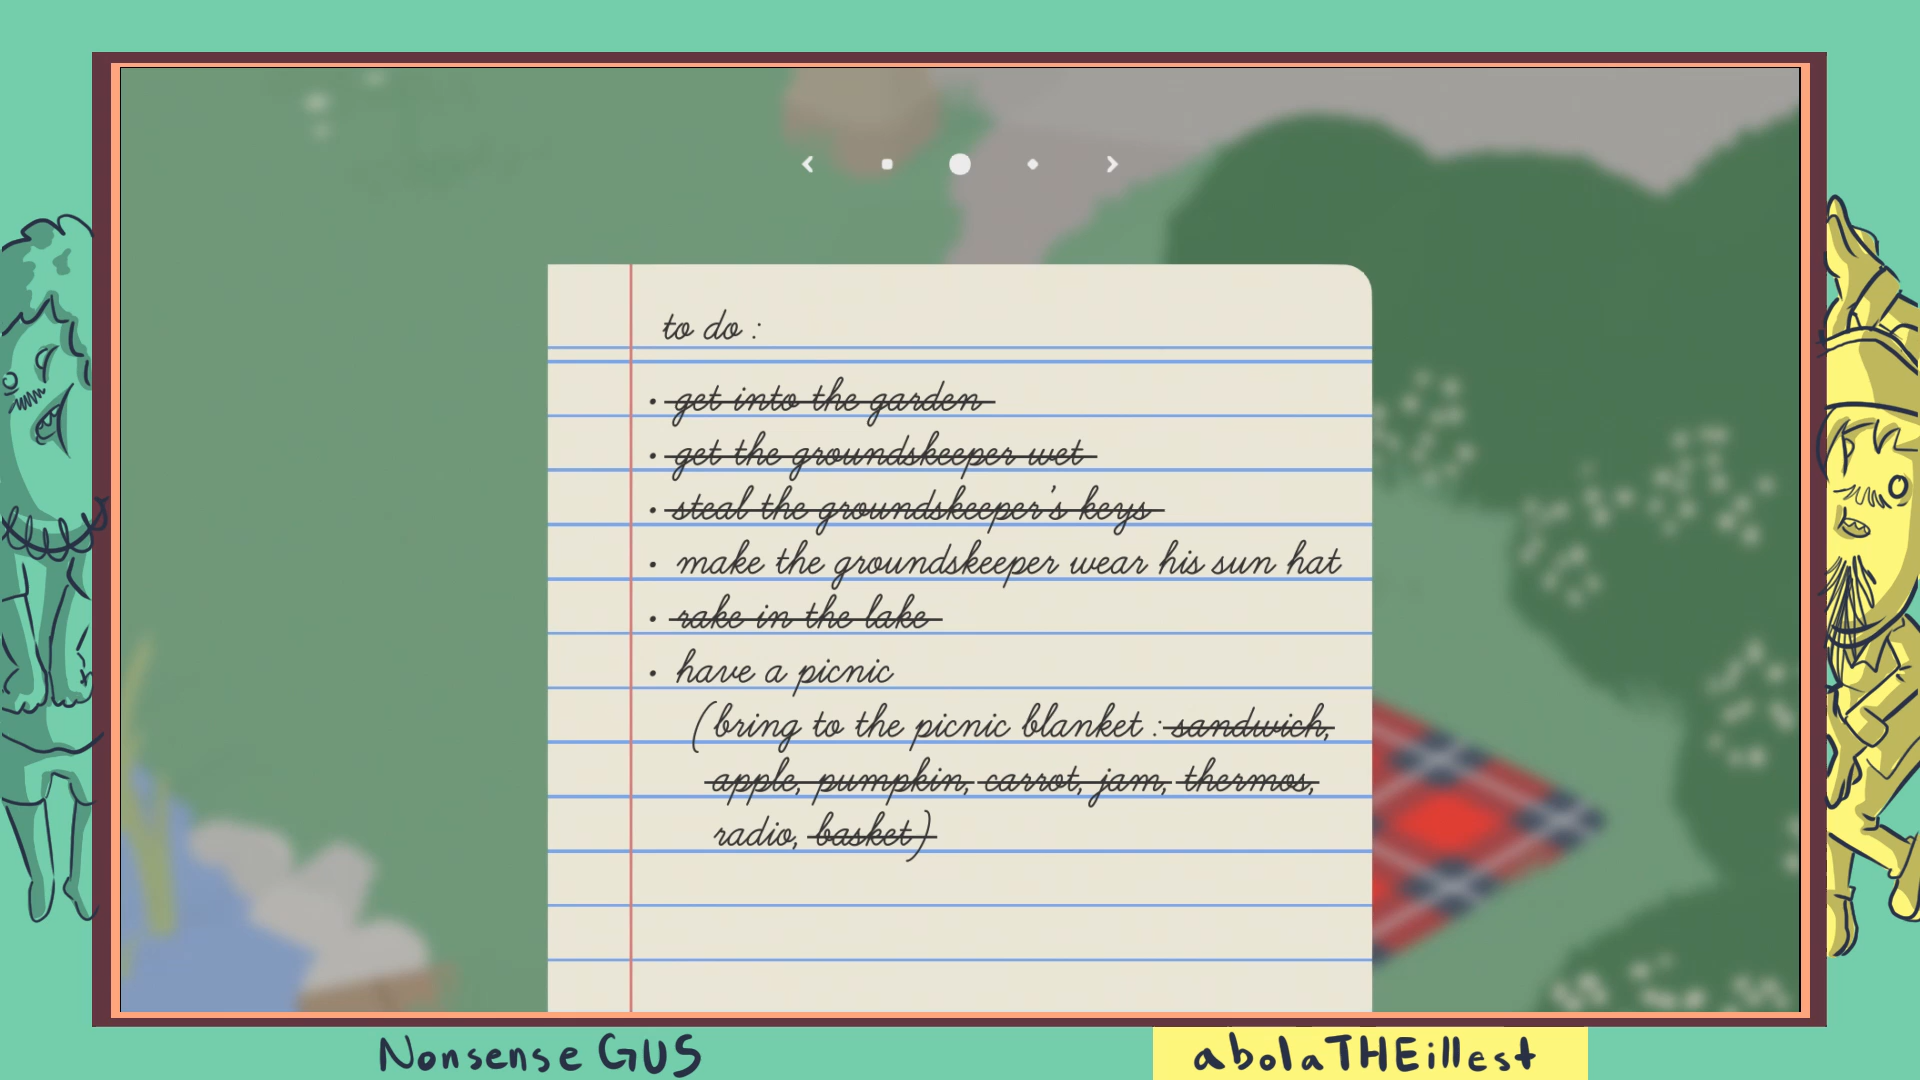 to do :
• get into the garden
• get the groundskeeper wet
• steal the groundskeeper's keys
• make the groundskeeper wear his sun hat
• rake in the lake
• have a picnic
(bring to the picnic blanket : sandwich,
apple, pumpkin, carrot, jam, thermos,
radio, basket)
Nonsense GUS
abolaTHEillest